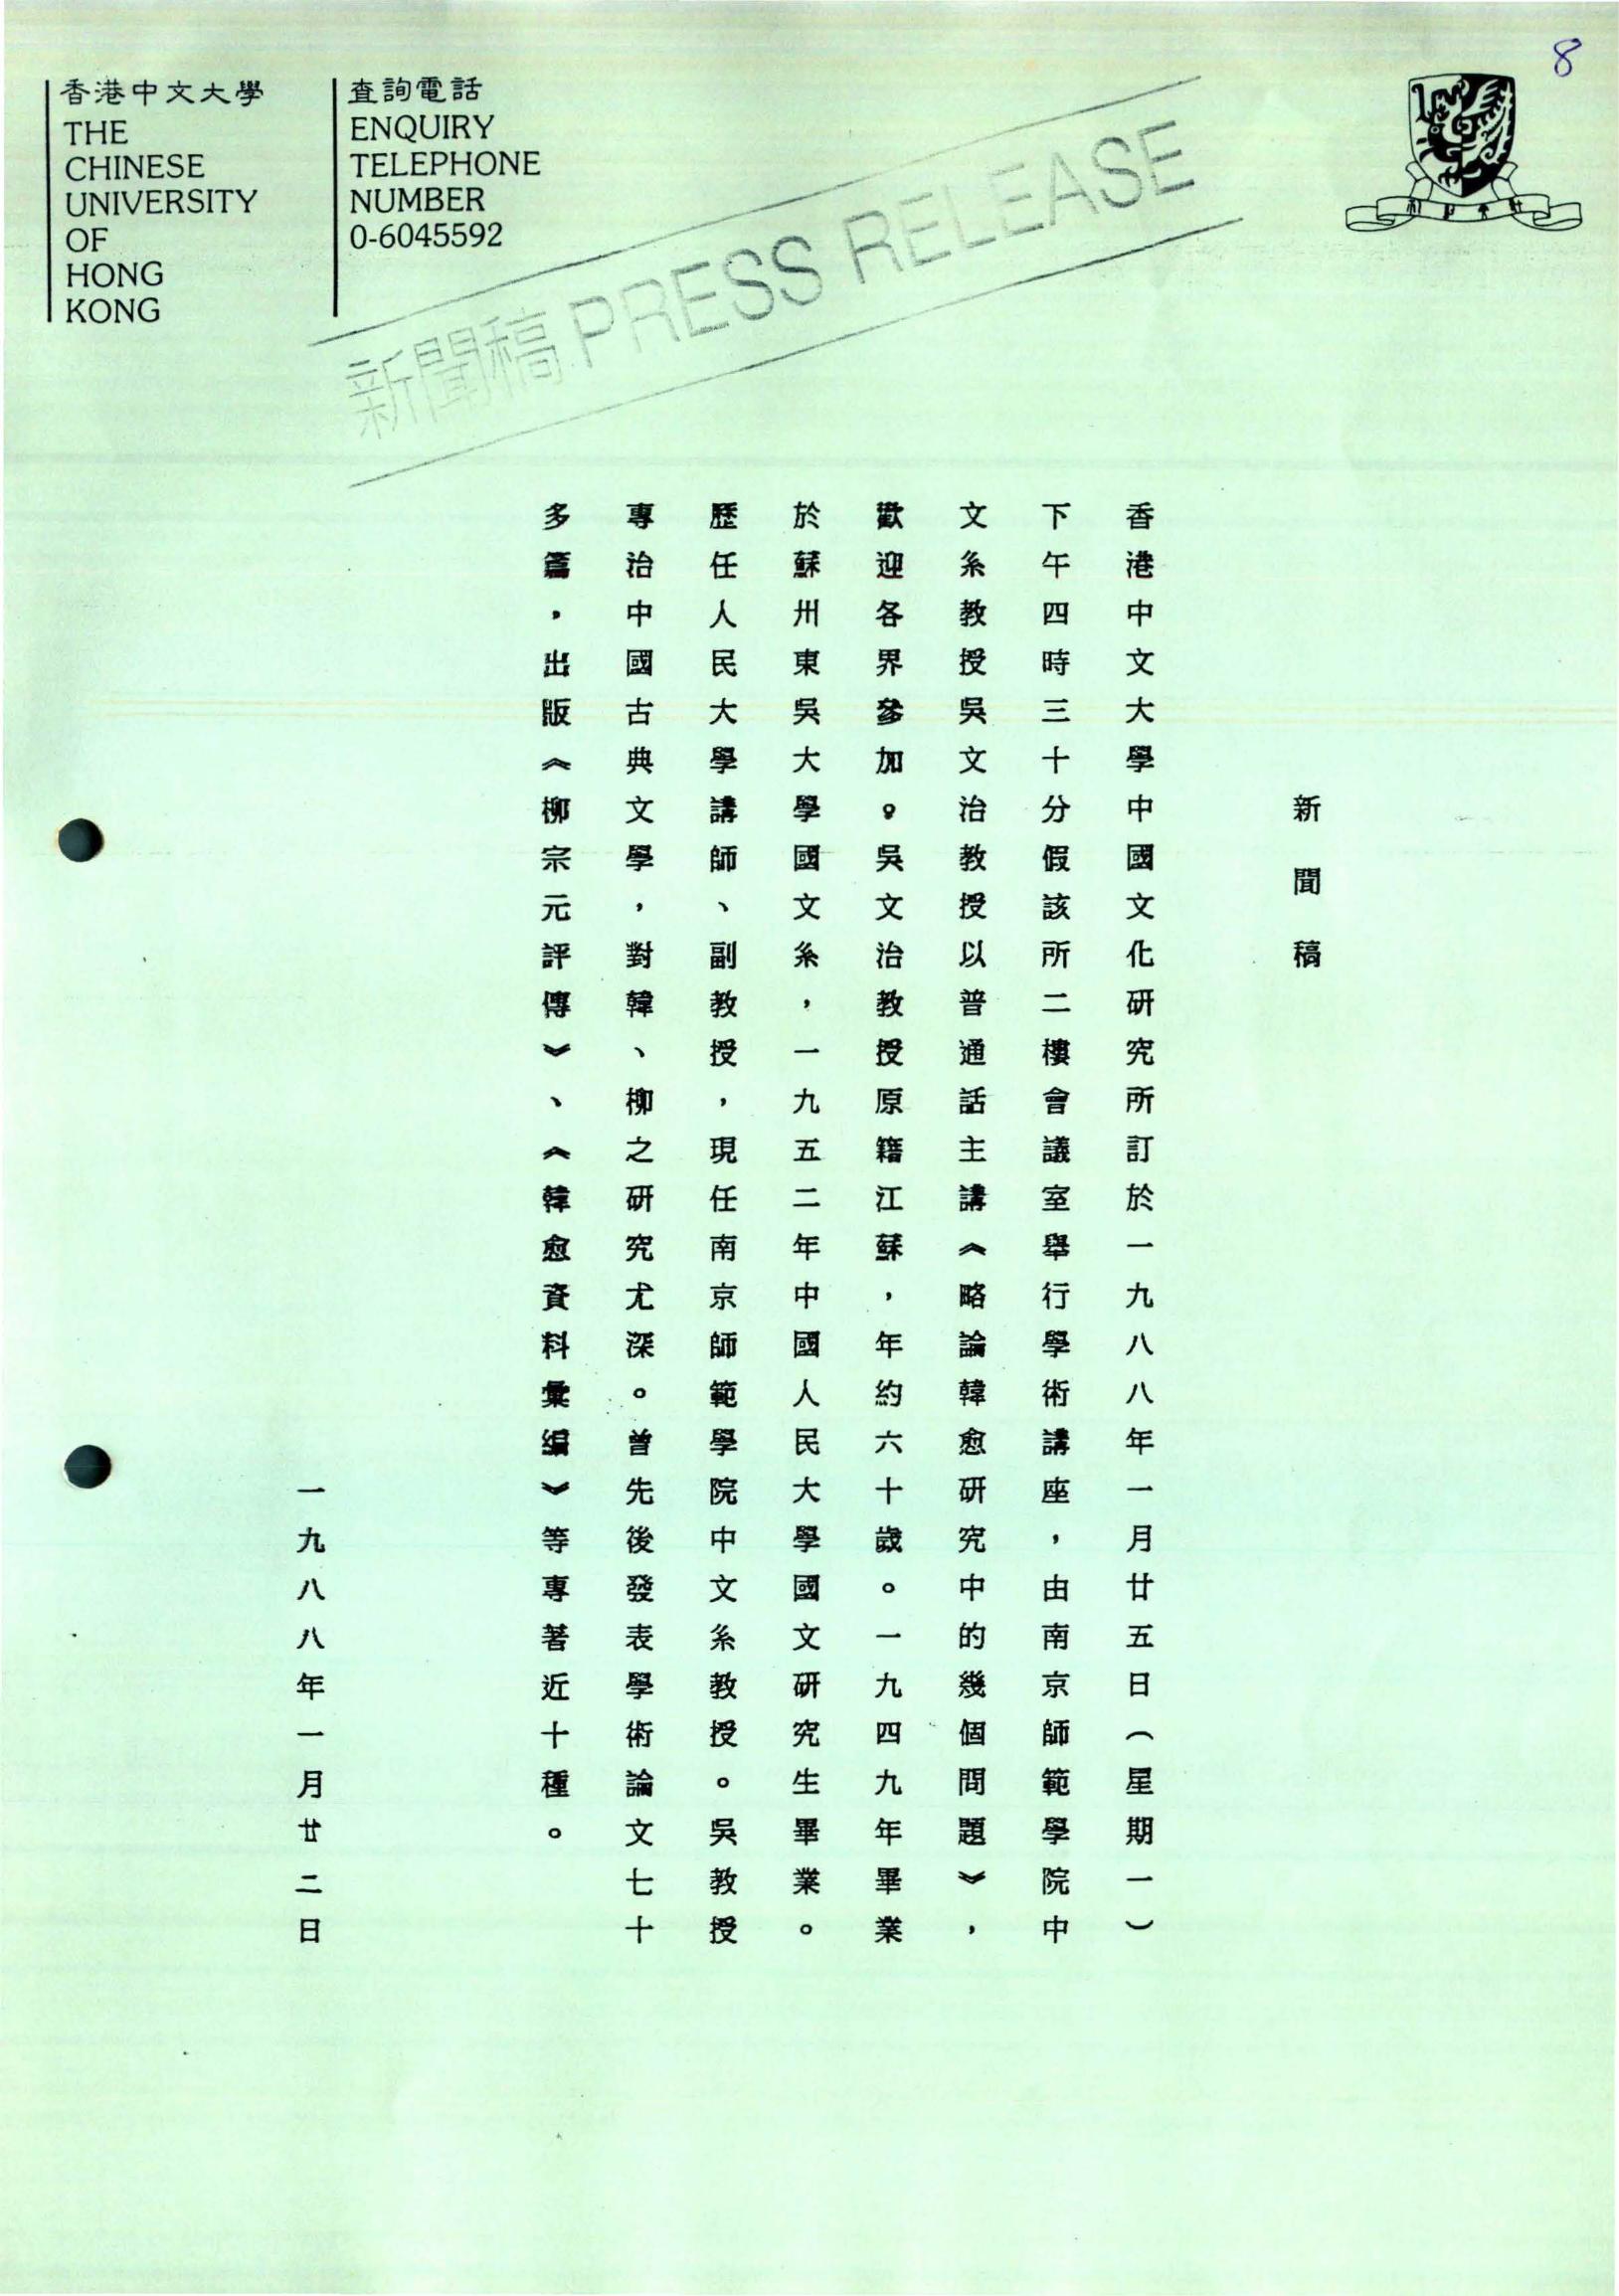 8
香港中文大學
THE
CHINESE
UNIVERSITY
OF
HONG
KONG
查詢電話
ENQUIRY
TELEPHONE
NUMBER
0-6045592
新聞稿 PRESS RELEASE
新聞稿
香港中文大學中國文化研究所訂於一九八八年一月廿五日（星期一）
下午四時三十分假該所二樓會議室舉行學術講座，由南京師範學院中
文系教授吳文治教授以普通話主講《略論韓愈研究中的幾個問題》，
歡迎各界參加。吳文治教授原籍江蘇，年約六十歲。一九四九年畢業
於蘇州東吳大學國文系，一九五二年中國人民大學國文研究生畢業。
歷任人民大學講師、副教授，現任南京師範學院中文系教授。吳教授
專治中國古典文學，對韓、柳之研究尤深。曾先後發表學術論文七十
多篇，出版《柳宗元評傳》、《韓愈資料彙編》等專著近十種。
一九八八年一月廿二日